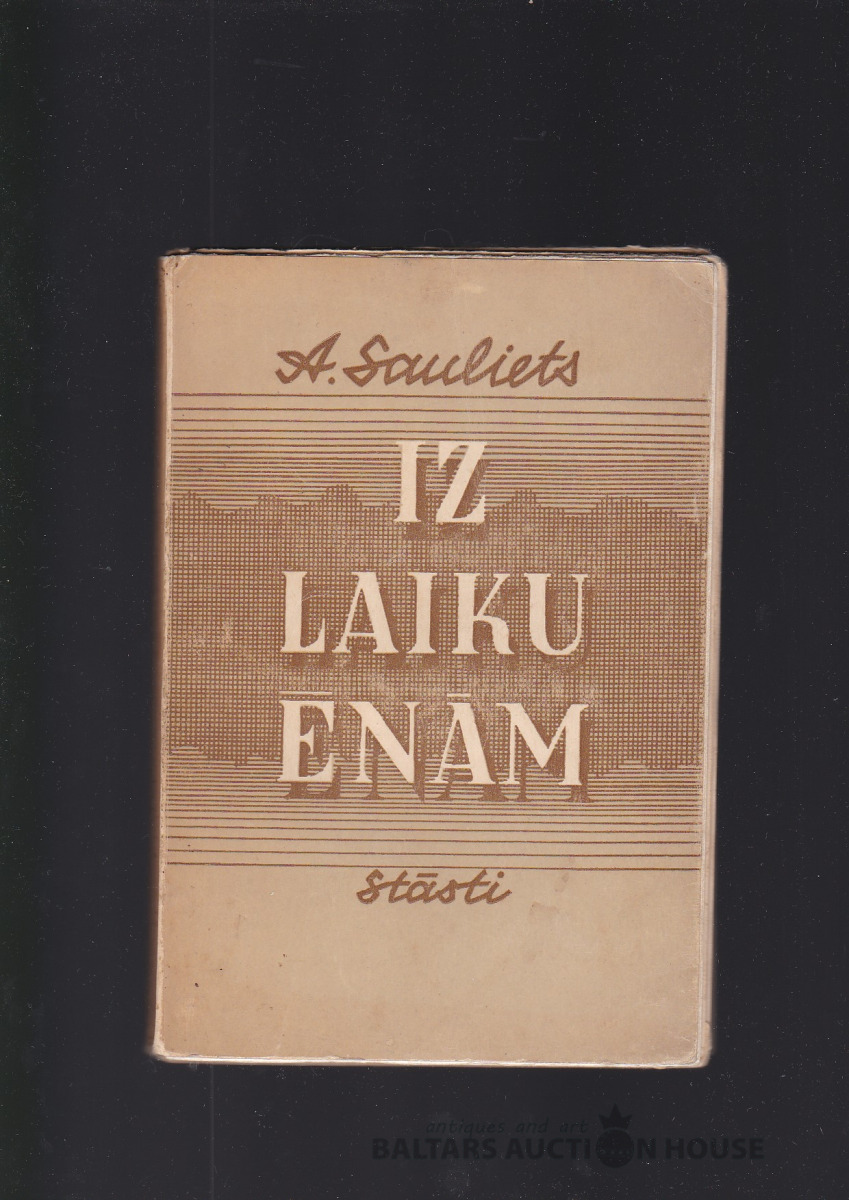 A. Sauliets
IZ
LAIKU
ĒNĀM
Stāsti
antiques and art
BALTARS AUCTION HOUSE